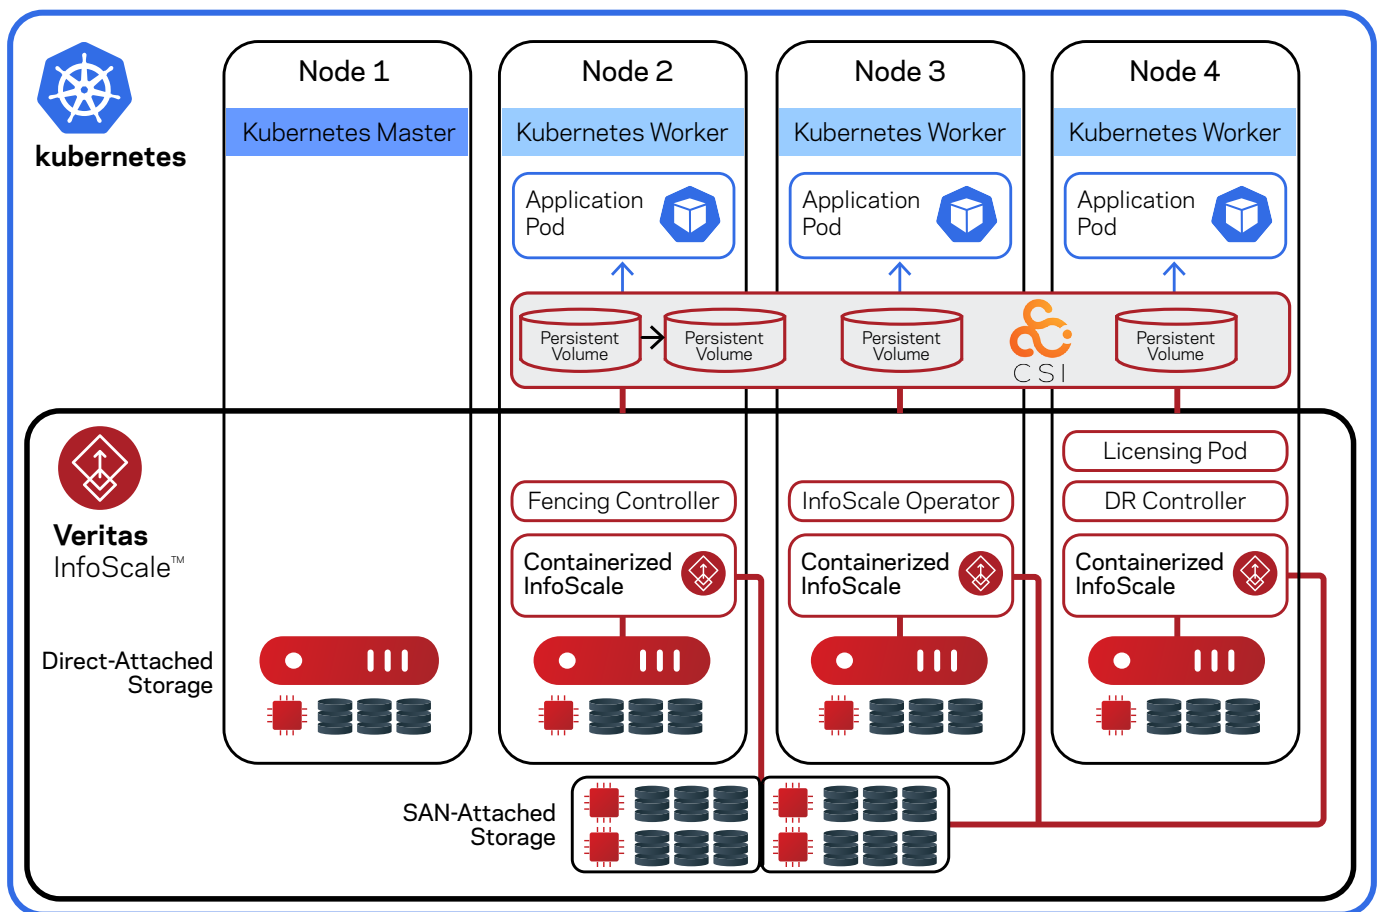 kubernetes
Node 1
Kubernetes Master
Node 2
Kubernetes Worker
Application
Pod
Node 3
Kubernetes Worker
Application
Pod
Node 4
Kubernetes Worker
Application
Pod
Persistent
Volume
Persistent
Volume
Persistent
Volume
CSI
Persistent
Volume
Veritas
InfoScale™
Fencing Controller
Containerized
InfoScale
InfoScale Operator
Containerized
InfoScale
Licensing Pod
DR Controller
Containerized
InfoScale
Direct-Attached
Storage
SAN-Attached
Storage